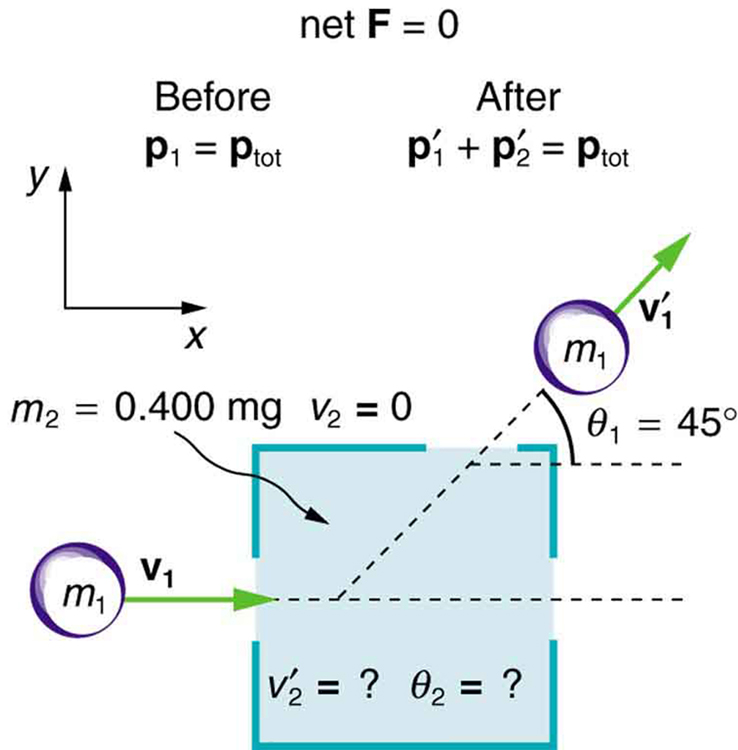 net F = 0
Before
p₁ = pₜₒₜ
After
p′₁ + p′₂ = pₜₒₜ
y
x
v′₁
m₁
m₂ = 0.400 mg v₂ = 0
θ₁ = 45°
v₁
m₁
v′₂ = ? θ₂ = ?